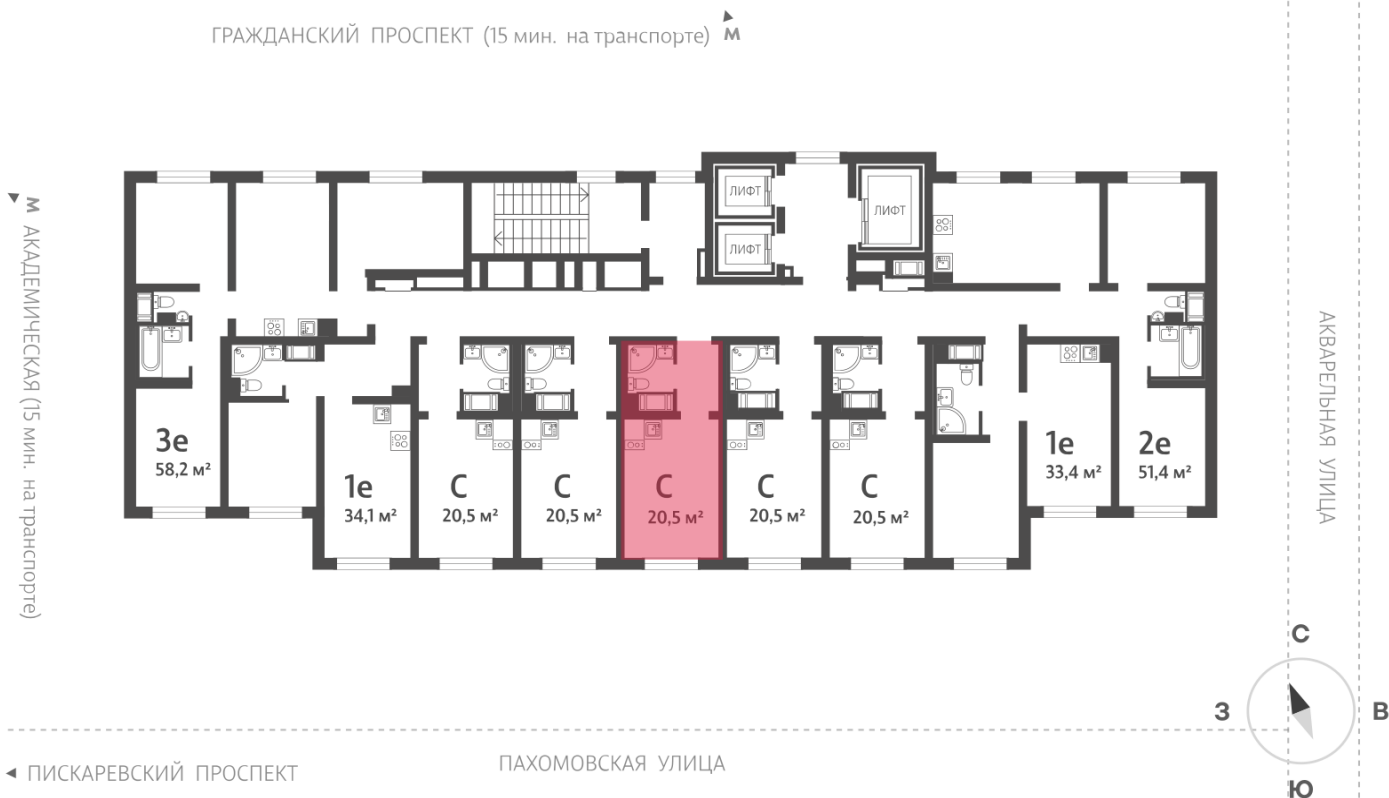 ГРАЖДАНСКИЙ ПРОСПЕКТ (15 мин. на транспорте) М
М АКАДЕМИЧЕСКАЯ (15 мин. на транспорте)
ЛИФТ
ЛИФТ
ЛИФТ
АКВАРЕЛЬНАЯ УЛИЦА
3е
58,2 м²
1е
34,1 м²
С
20,5 м²
С
20,5 м²
С
20,5 м²
С
20,5 м²
С
20,5 м²
1е
33,4 м²
2е
51,4 м²
С
З
В
Ю
ПАХОМОВСКАЯ УЛИЦА
ПИСКАРЕВСКИЙ ПРОСПЕКТ